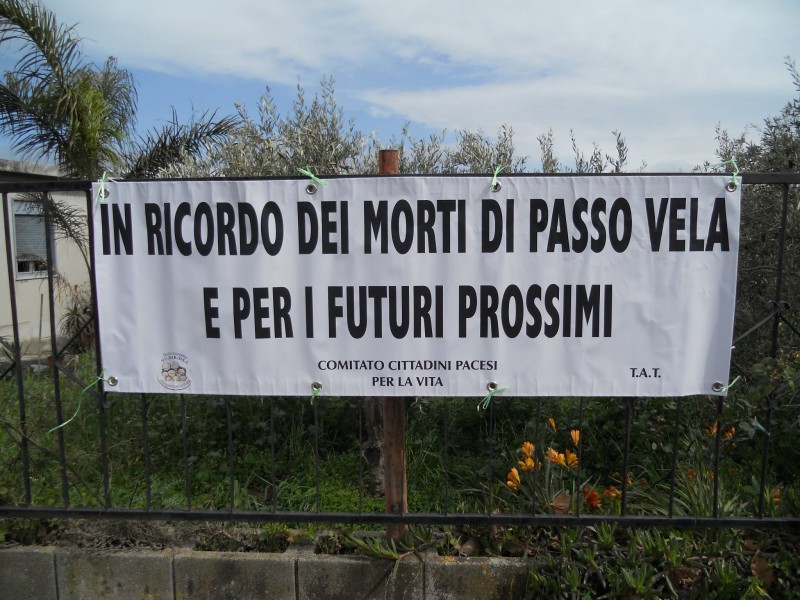 IN RICORDO DEI MORTI DI PASSO VELA
E PER I FUTURI PROSSIMI
COMITATO CITTADINI PACESI
PER LA VITA
T.A.T.